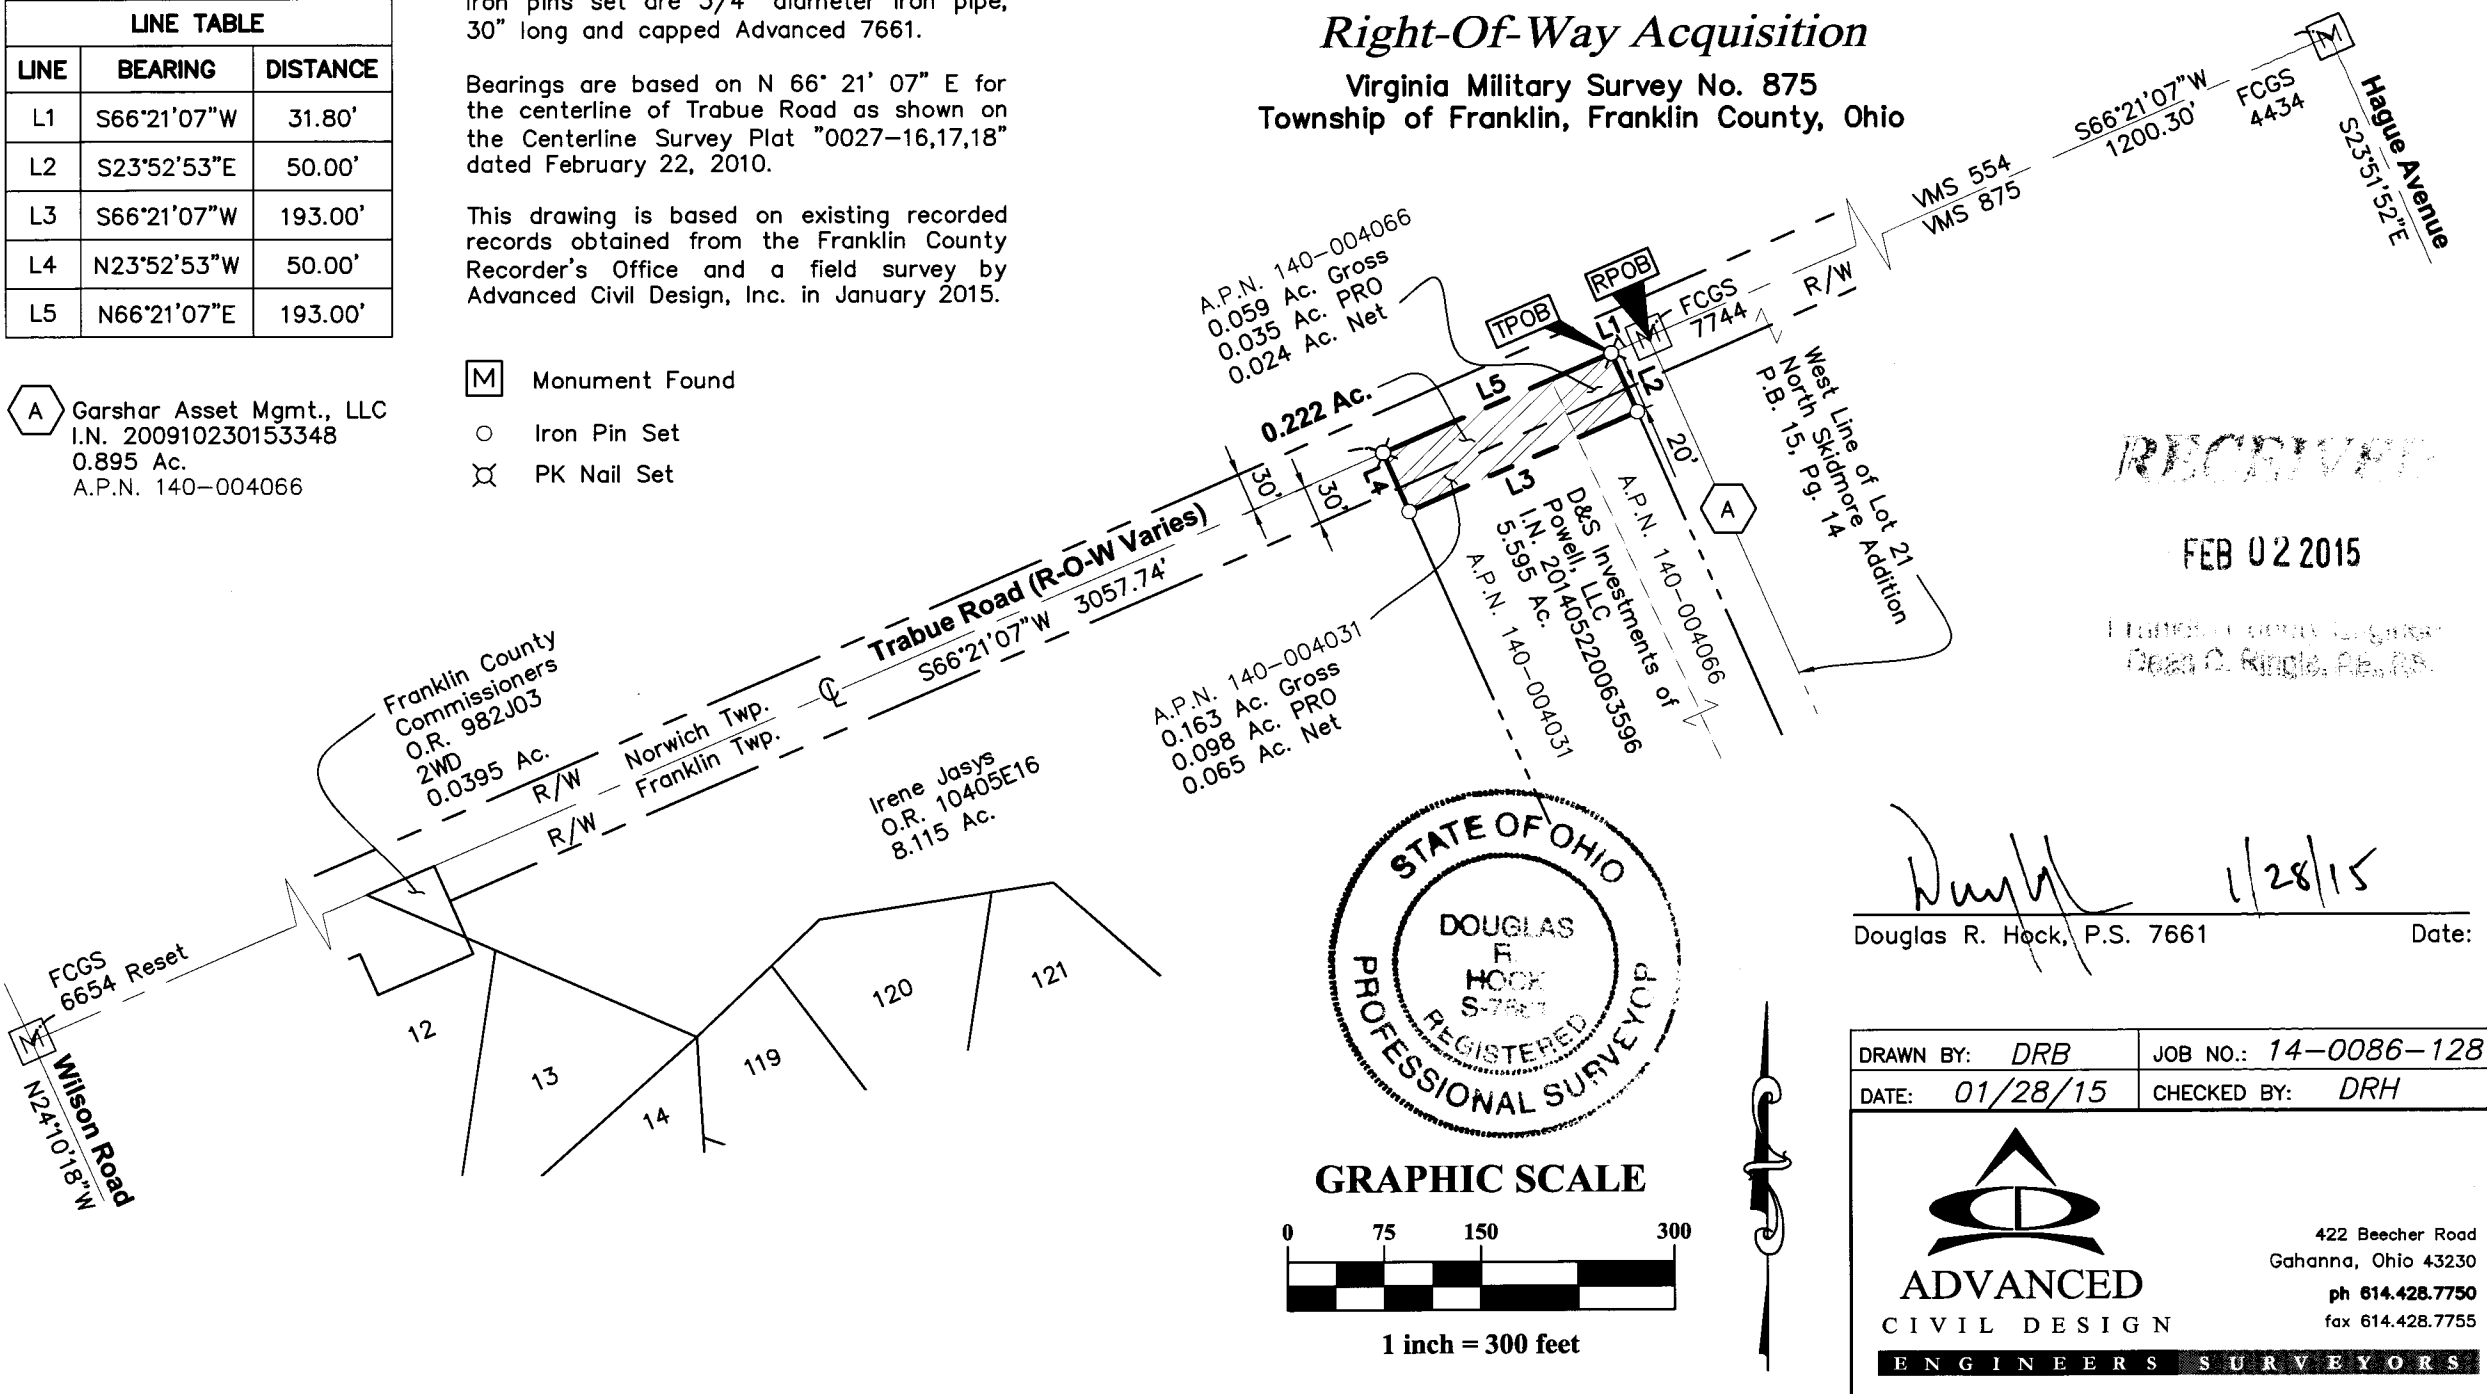 LINE TABLE
LINE BEARING DISTANCE
L1 S66°21'07"W 31.80'
L2 S23°52'53"E 50.00'
L3 S66°21'07"W 193.00'
L4 N23°52'53"W 50.00'
L5 N66°21'07"E 193.00'
A
Garshar Asset Mgmt., LLC
I.N. 200910230153348
0.895 Ac.
A.P.N. 140-004066
Iron pins set are 3/4" diameter iron pipe,
30" long and capped Advanced 7661.
Bearings are based on N 66° 21' 07" E for
the centerline of Trabue Road as shown on
the Centerline Survey Plat "0027-16,17,18"
dated February 22, 2010.
This drawing is based on existing recorded
records obtained from the Franklin County
Recorder's Office and a field survey by
Advanced Civil Design, Inc. in January 2015.
M Monument Found
Iron Pin Set
PK Nail Set
Right-Of-Way Acquisition
Virginia Military Survey No. 875
Township of Franklin, Franklin County, Ohio
M
FCGS
4434
Hague Avenue
S23°51'52"E
S66°21'07"W
1200.30'
VMS 554
VMS 875
R/W
A.P.N. 140-004066
0.059 Ac. Gross
0.035 Ac. PRO
0.024 Ac. Net
TPOB
RPOB
L1
M
FCGS
7744
L2
L5
0.222 Ac.
L4
L3
20'
30'
30'
A
West Line of Lot 21
North Skidmore Addition
P.B. 15, Pg. 14
D&S Investments of
Powell, LLC
I.N. 201405220063596
5.595 Ac.
A.P.N. 140-004066
A.P.N. 140-004031
Trabue Road (R-O-W Varies)
S66°21'07"W 3057.74'
A.P.N. 140-004031
0.163 Ac. Gross
0.098 Ac. PRO
0.065 Ac. Net
Franklin County
Commissioners
O.R. 982J03
2WD
0.0395 Ac.
R/W
R/W
Norwich Twp.
Franklin Twp.
CL
Irene Jasys
O.R. 10405E16
8.115 Ac.
FCGS
6654 Reset
M
Wilson Road
N24°10'18"W
12
13
14
119
120
121
RECEIVED
FEB 02 2015
Franklin County Engineer
Dean C. Ringle, P.E., P.S.
STATE OF OHIO
DOUGLAS
R.
HOCK
REGISTERED
PROFESSIONAL SURVEYOR
1/28/15
Douglas R. Hock, P.S. 7661 Date:
GRAPHIC SCALE
0 75 150 300
1 inch = 300 feet
DRAWN BY: DRB JOB NO.: 14-0086-128
DATE: 01/28/15 CHECKED BY: DRH
ADVANCED
CIVIL DESIGN
ENGINEERS SURVEYORS
422 Beecher Road
Gahanna, Ohio 43230
ph 614.428.7750
fax 614.428.7755